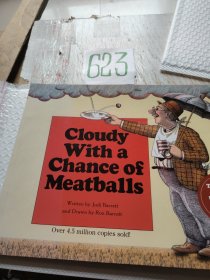 623
Cloudy
With a
Chance of
Meatballs
Written by Judi Barrett
and Drawn by Ron Barrett
Over 4.5 million copies sold!